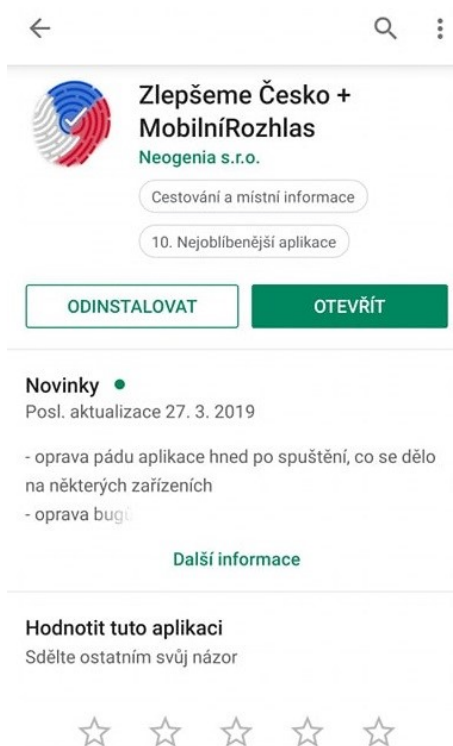 Zlepšeme Česko +
MobilníRozhlas
Neogenia s.r.o.
Cestování a místní informace
10. Nejoblíbenější aplikace
ODINSTALOVAT
OTEVŘÍT
Novinky
Posl. aktualizace 27. 3. 2019
- oprava pádu aplikace hned po spuštění, co se dělo
na některých zařízeních
- oprava
Další informace
Hodnotit tuto aplikaci
Sdělte ostatním svůj názor